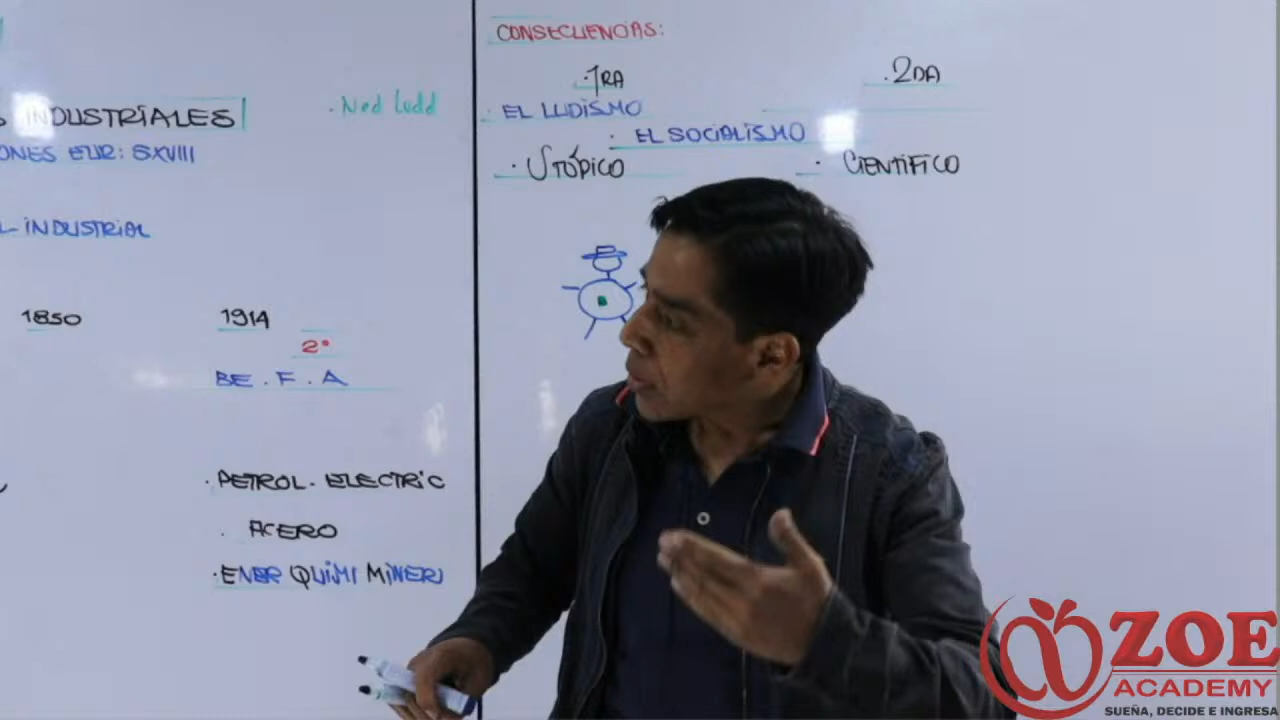 INDUSTRIALES
ONES EUR: SXVIII
L INDUSTRIAL
· Ned Ludd
1850
1914
2°
BE . F . A
· PETROL. ELECTRIC
· ACERO
· ENER QUIMI MINERI
CONSECUENCIAS:
· 1RA
· 2DA
· EL LUDISMO
· EL SOCIALISMO
· UTÓPICO
· CIENTIFICO
ZOE
ACADEMY
SUEÑA, DECIDE E INGRESA